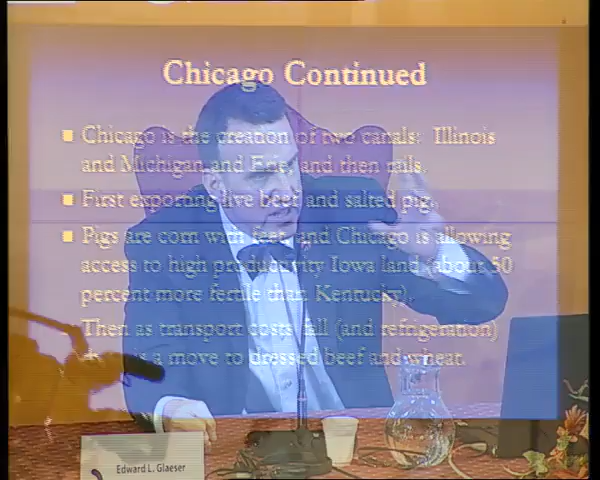 Chicago Continued
■ Chicago is the creation of two canals: Illinois
and Michigan and Erie, and then rails.
■ First exporting live beef and salted pig.
■ Pigs are corn with feet and Chicago is allowing
access to high productivity Iowa land (about 50
percent more fertile than Kentucky).
Then as transport costs fall (and refrigeration)
is a move to dressed beef and wheat.
Edward L. Glaeser